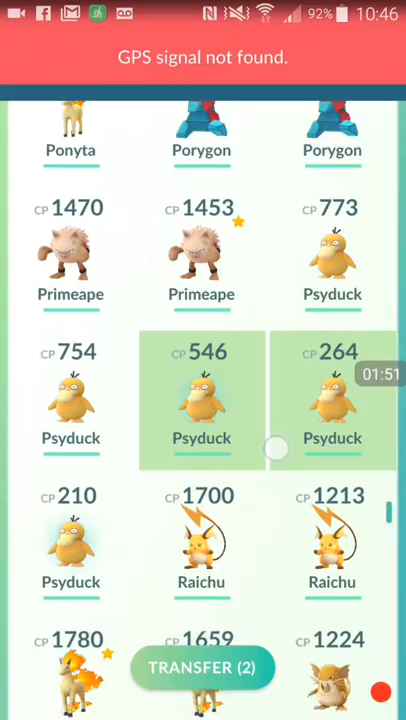 92% 10:46
GPS signal not found.
Ponyta Porygon Porygon
CP 1470 CP 1453 CP 773
Primeape Primeape Psyduck
CP 754 CP 546 CP 264
01:51
Psyduck Psyduck Psyduck
CP 210 CP 1700 CP 1213
Psyduck Raichu Raichu
CP 1780 CP 1659 CP 1224
TRANSFER (2)